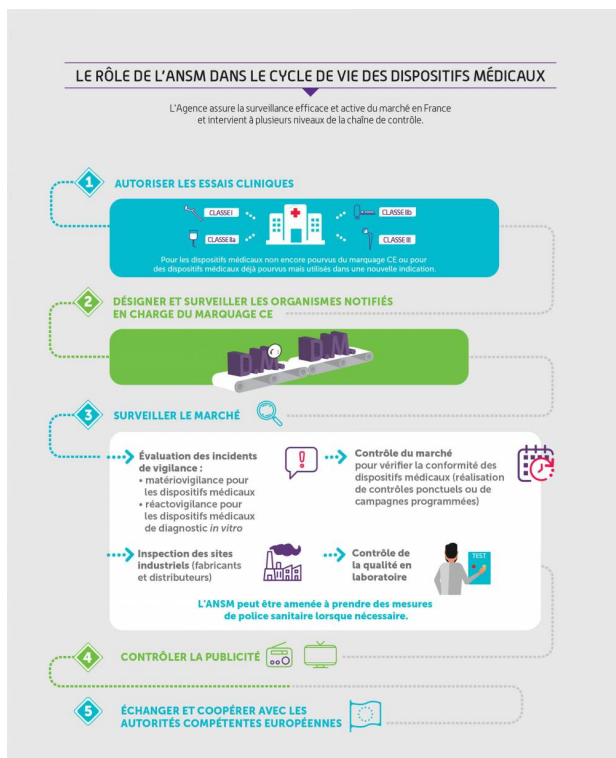 LE RÔLE DE L'ANSM DANS LE CYCLE DE VIE DES DISPOSITIFS MÉDICAUX
L'Agence assure la surveillance efficace et active du marché en France
et intervient à plusieurs niveaux de la chaîne de contrôle.
1
AUTORISER LES ESSAIS CLINIQUES
CLASSE I
CLASSE IIb
CLASSE IIa
CLASSE III
Pour les dispositifs médicaux non encore pourvus du marquage CE ou pour
des dispositifs médicaux déjà pourvus mais utilisés dans une nouvelle indication.
2
DÉSIGNER ET SURVEILLER LES ORGANISMES NOTIFIÉS
EN CHARGE DU MARQUAGE CE
D.M.
D.M.
3
SURVEILLER LE MARCHÉ
Évaluation des incidents
de vigilance :
• matériovigilance pour
les dispositifs médicaux
• réactovigilance pour
les dispositifs médicaux
de diagnostic in vitro
Contrôle du marché
pour vérifier la conformité des
dispositifs médicaux (réalisation
de contrôles ponctuels ou de
campagnes programmées)
Inspection des sites
industriels (fabricants
et distributeurs)
Contrôle de
la qualité en
laboratoire
TEST
L'ANSM peut être amenée à prendre des mesures
de police sanitaire lorsque nécessaire.
4
CONTRÔLER LA PUBLICITÉ
5
ÉCHANGER ET COOPÉRER AVEC LES
AUTORITÉS COMPÉTENTES EUROPÉENNES